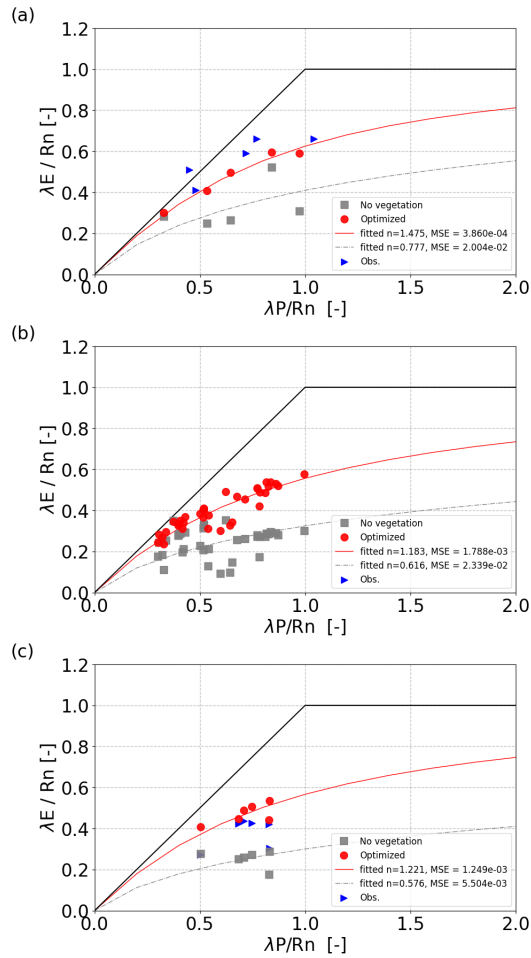 (a)
1.2
1.0
0.8
0.6
0.4
0.2
0.0
λE / Rn [-]
No vegetation
Optimized
fitted n=1.475, MSE = 3.860e-04
fitted n=0.777, MSE = 2.004e-02
Obs.
0.0 0.5 1.0 1.5 2.0
λP/Rn [-]
(b)
1.2
1.0
0.8
0.6
0.4
0.2
0.0
λE / Rn [-]
No vegetation
Optimized
fitted n=1.183, MSE = 1.788e-03
fitted n=0.616, MSE = 2.339e-02
Obs.
0.0 0.5 1.0 1.5 2.0
λP/Rn [-]
(c)
1.2
1.0
0.8
0.6
0.4
0.2
0.0
λE / Rn [-]
No vegetation
Optimized
fitted n=1.221, MSE = 1.249e-03
fitted n=0.576, MSE = 5.504e-03
Obs.
0.0 0.5 1.0 1.5 2.0
λP/Rn [-]